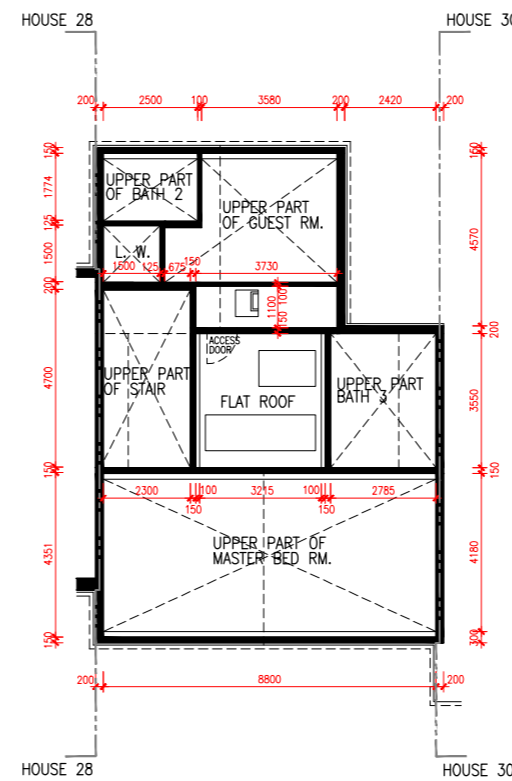 HOUSE 28
HOUSE 30
200
2500
100
3580
200
2420
200
150
1774
125
1500
200
4700
150
4351
150
UPPER PART
OF BATH 2
UPPER PART
OF GUEST RM.
L. W.
1500
125
675
150
3730
1100
100
150
ACCESS
DOOR
UPPER PART
OF STAIR
FLAT ROOF
UPPER PART
BATH 3
150
4570
200
3550
150
4180
300
2300
150
100
3215
100
150
2785
UPPER PART OF
MASTER BED RM.
200
8800
200
HOUSE 28
HOUSE 30